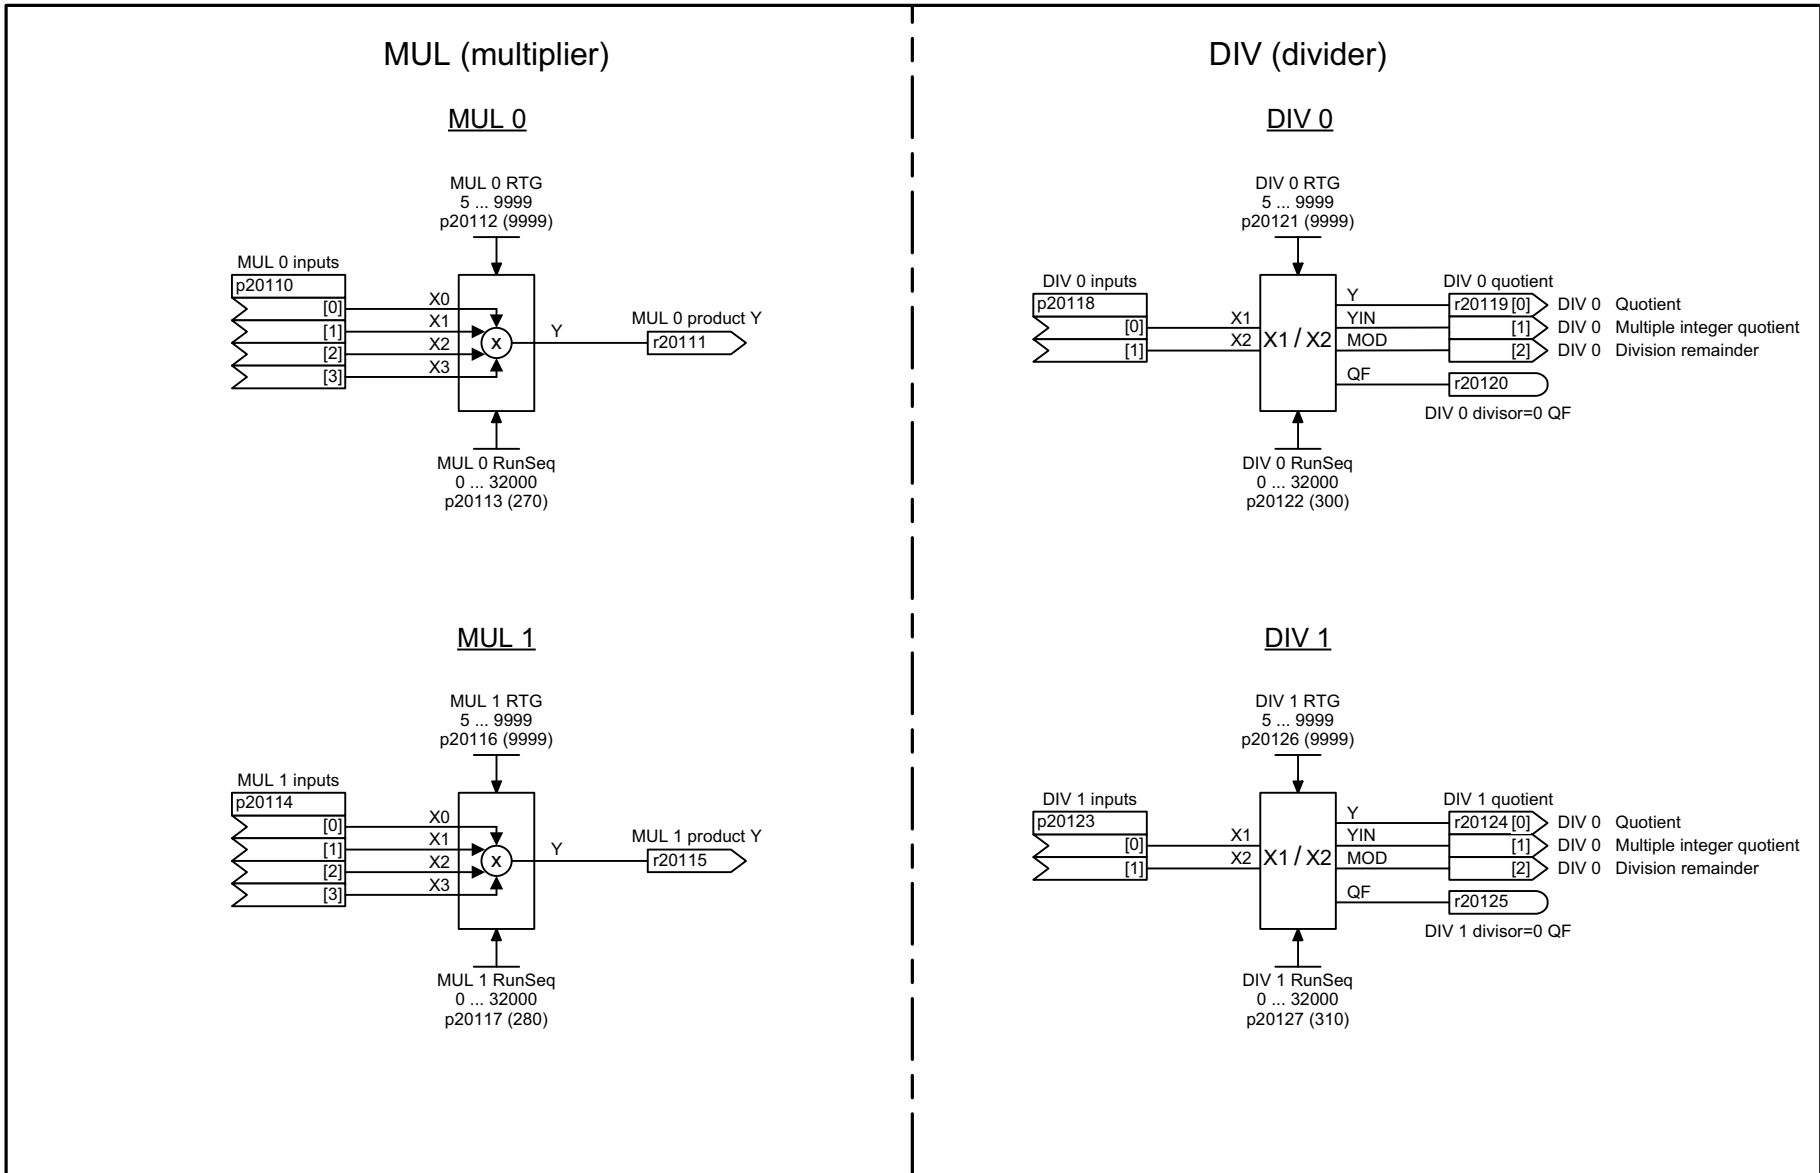 MUL (multiplier)
MUL 0
MUL 0 RTG
5 ... 9999
p20112 (9999)
MUL 0 inputs
p20110
[0]
[1]
[2]
[3]
X0
X1
X2
X3
x
Y
MUL 0 product Y
r20111
MUL 0 RunSeq
0 ... 32000
p20113 (270)
MUL 1
MUL 1 RTG
5 ... 9999
p20116 (9999)
MUL 1 inputs
p20114
[0]
[1]
[2]
[3]
X0
X1
X2
X3
x
Y
MUL 1 product Y
r20115
MUL 1 RunSeq
0 ... 32000
p20117 (280)
DIV (divider)
DIV 0
DIV 0 RTG
5 ... 9999
p20121 (9999)
DIV 0 inputs
p20118
[0]
[1]
X1
X2
X1 / X2
Y
YIN
MOD
QF
DIV 0 quotient
r20119 [0] DIV 0 Quotient
[1] DIV 0 Multiple integer quotient
[2] DIV 0 Division remainder
r20120
DIV 0 divisor=0 QF
DIV 0 RunSeq
0 ... 32000
p20122 (300)
DIV 1
DIV 1 RTG
5 ... 9999
p20126 (9999)
DIV 1 inputs
p20123
[0]
[1]
X1
X2
X1 / X2
Y
YIN
MOD
QF
DIV 1 quotient
r20124 [0] DIV 0 Quotient
[1] DIV 0 Multiple integer quotient
[2] DIV 0 Division remainder
r20125
DIV 1 divisor=0 QF
DIV 1 RunSeq
0 ... 32000
p20127 (310)